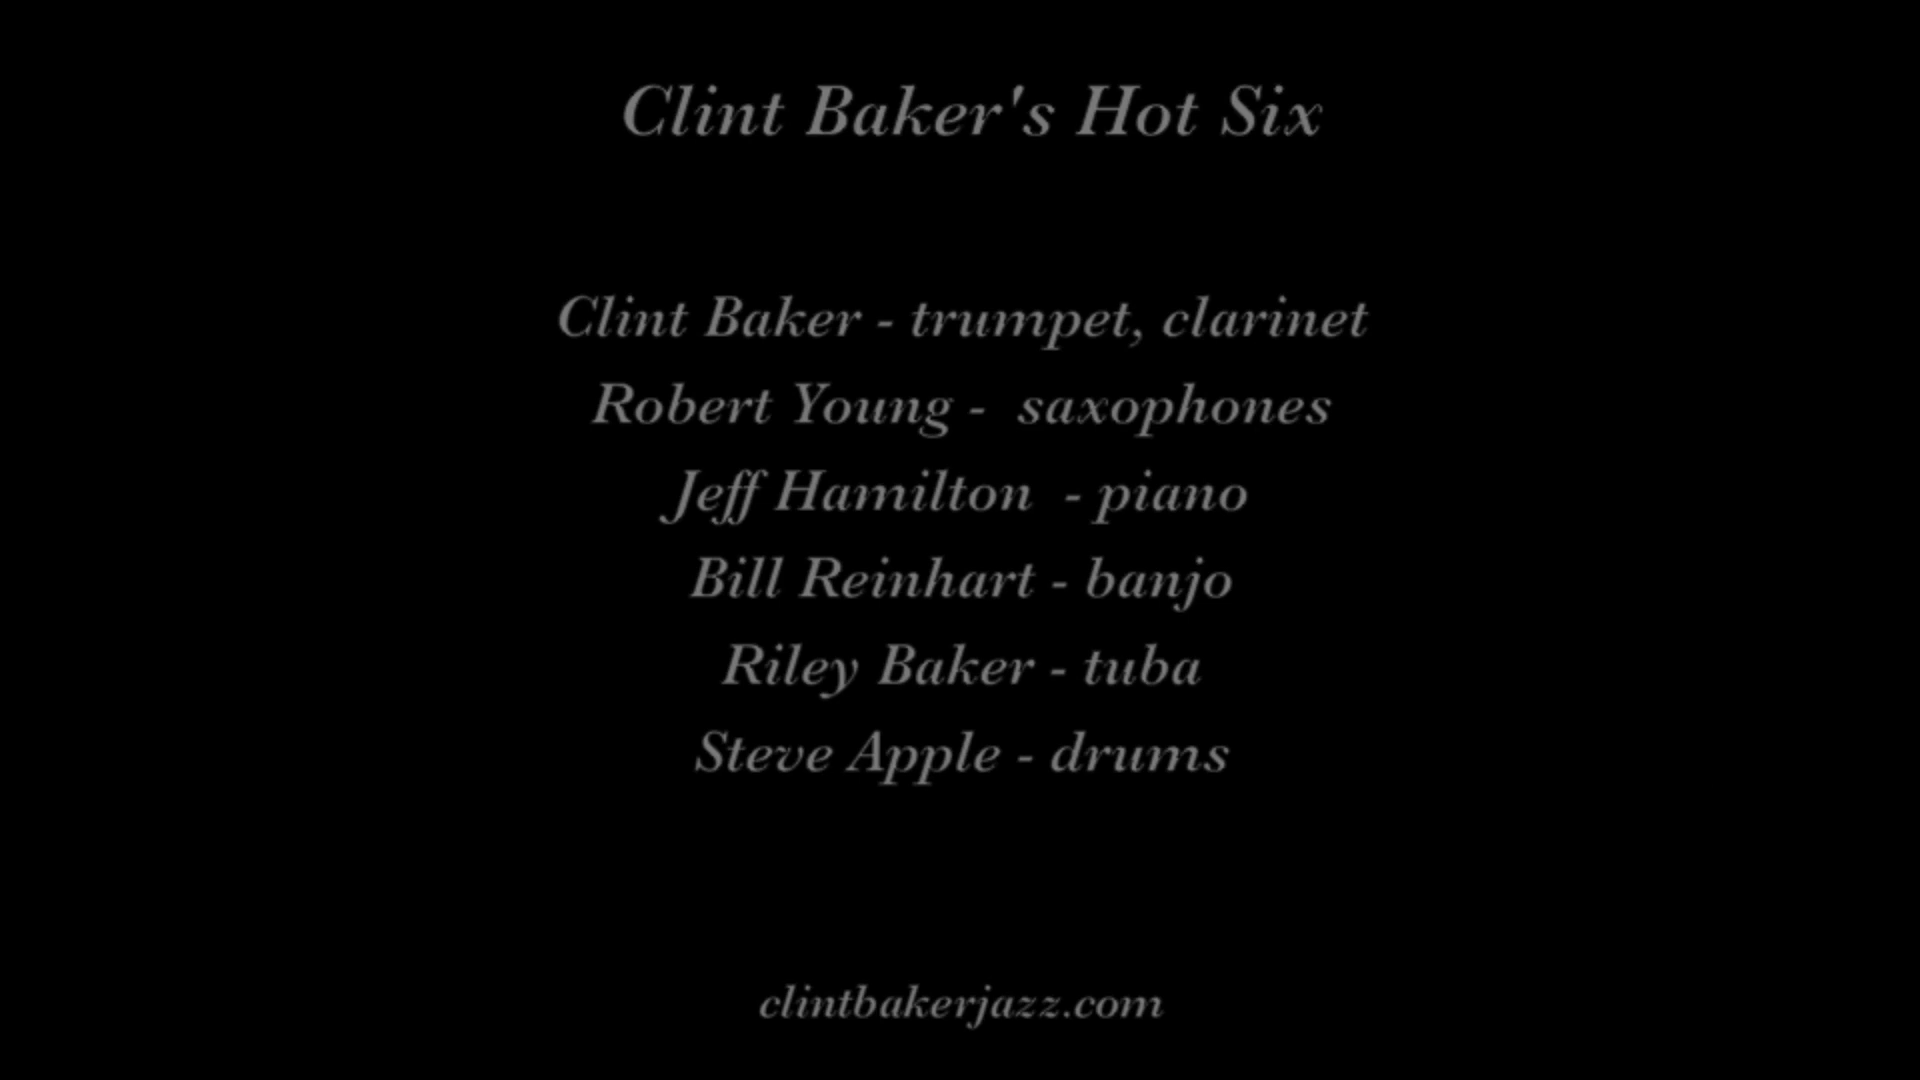 Clint Baker's Hot Six
Clint Baker - trumpet, clarinet
Robert Young -  saxophones
Jeff Hamilton  - piano
Bill Reinhart - banjo
Riley Baker - tuba
Steve Apple - drums
clintbakerjazz.com